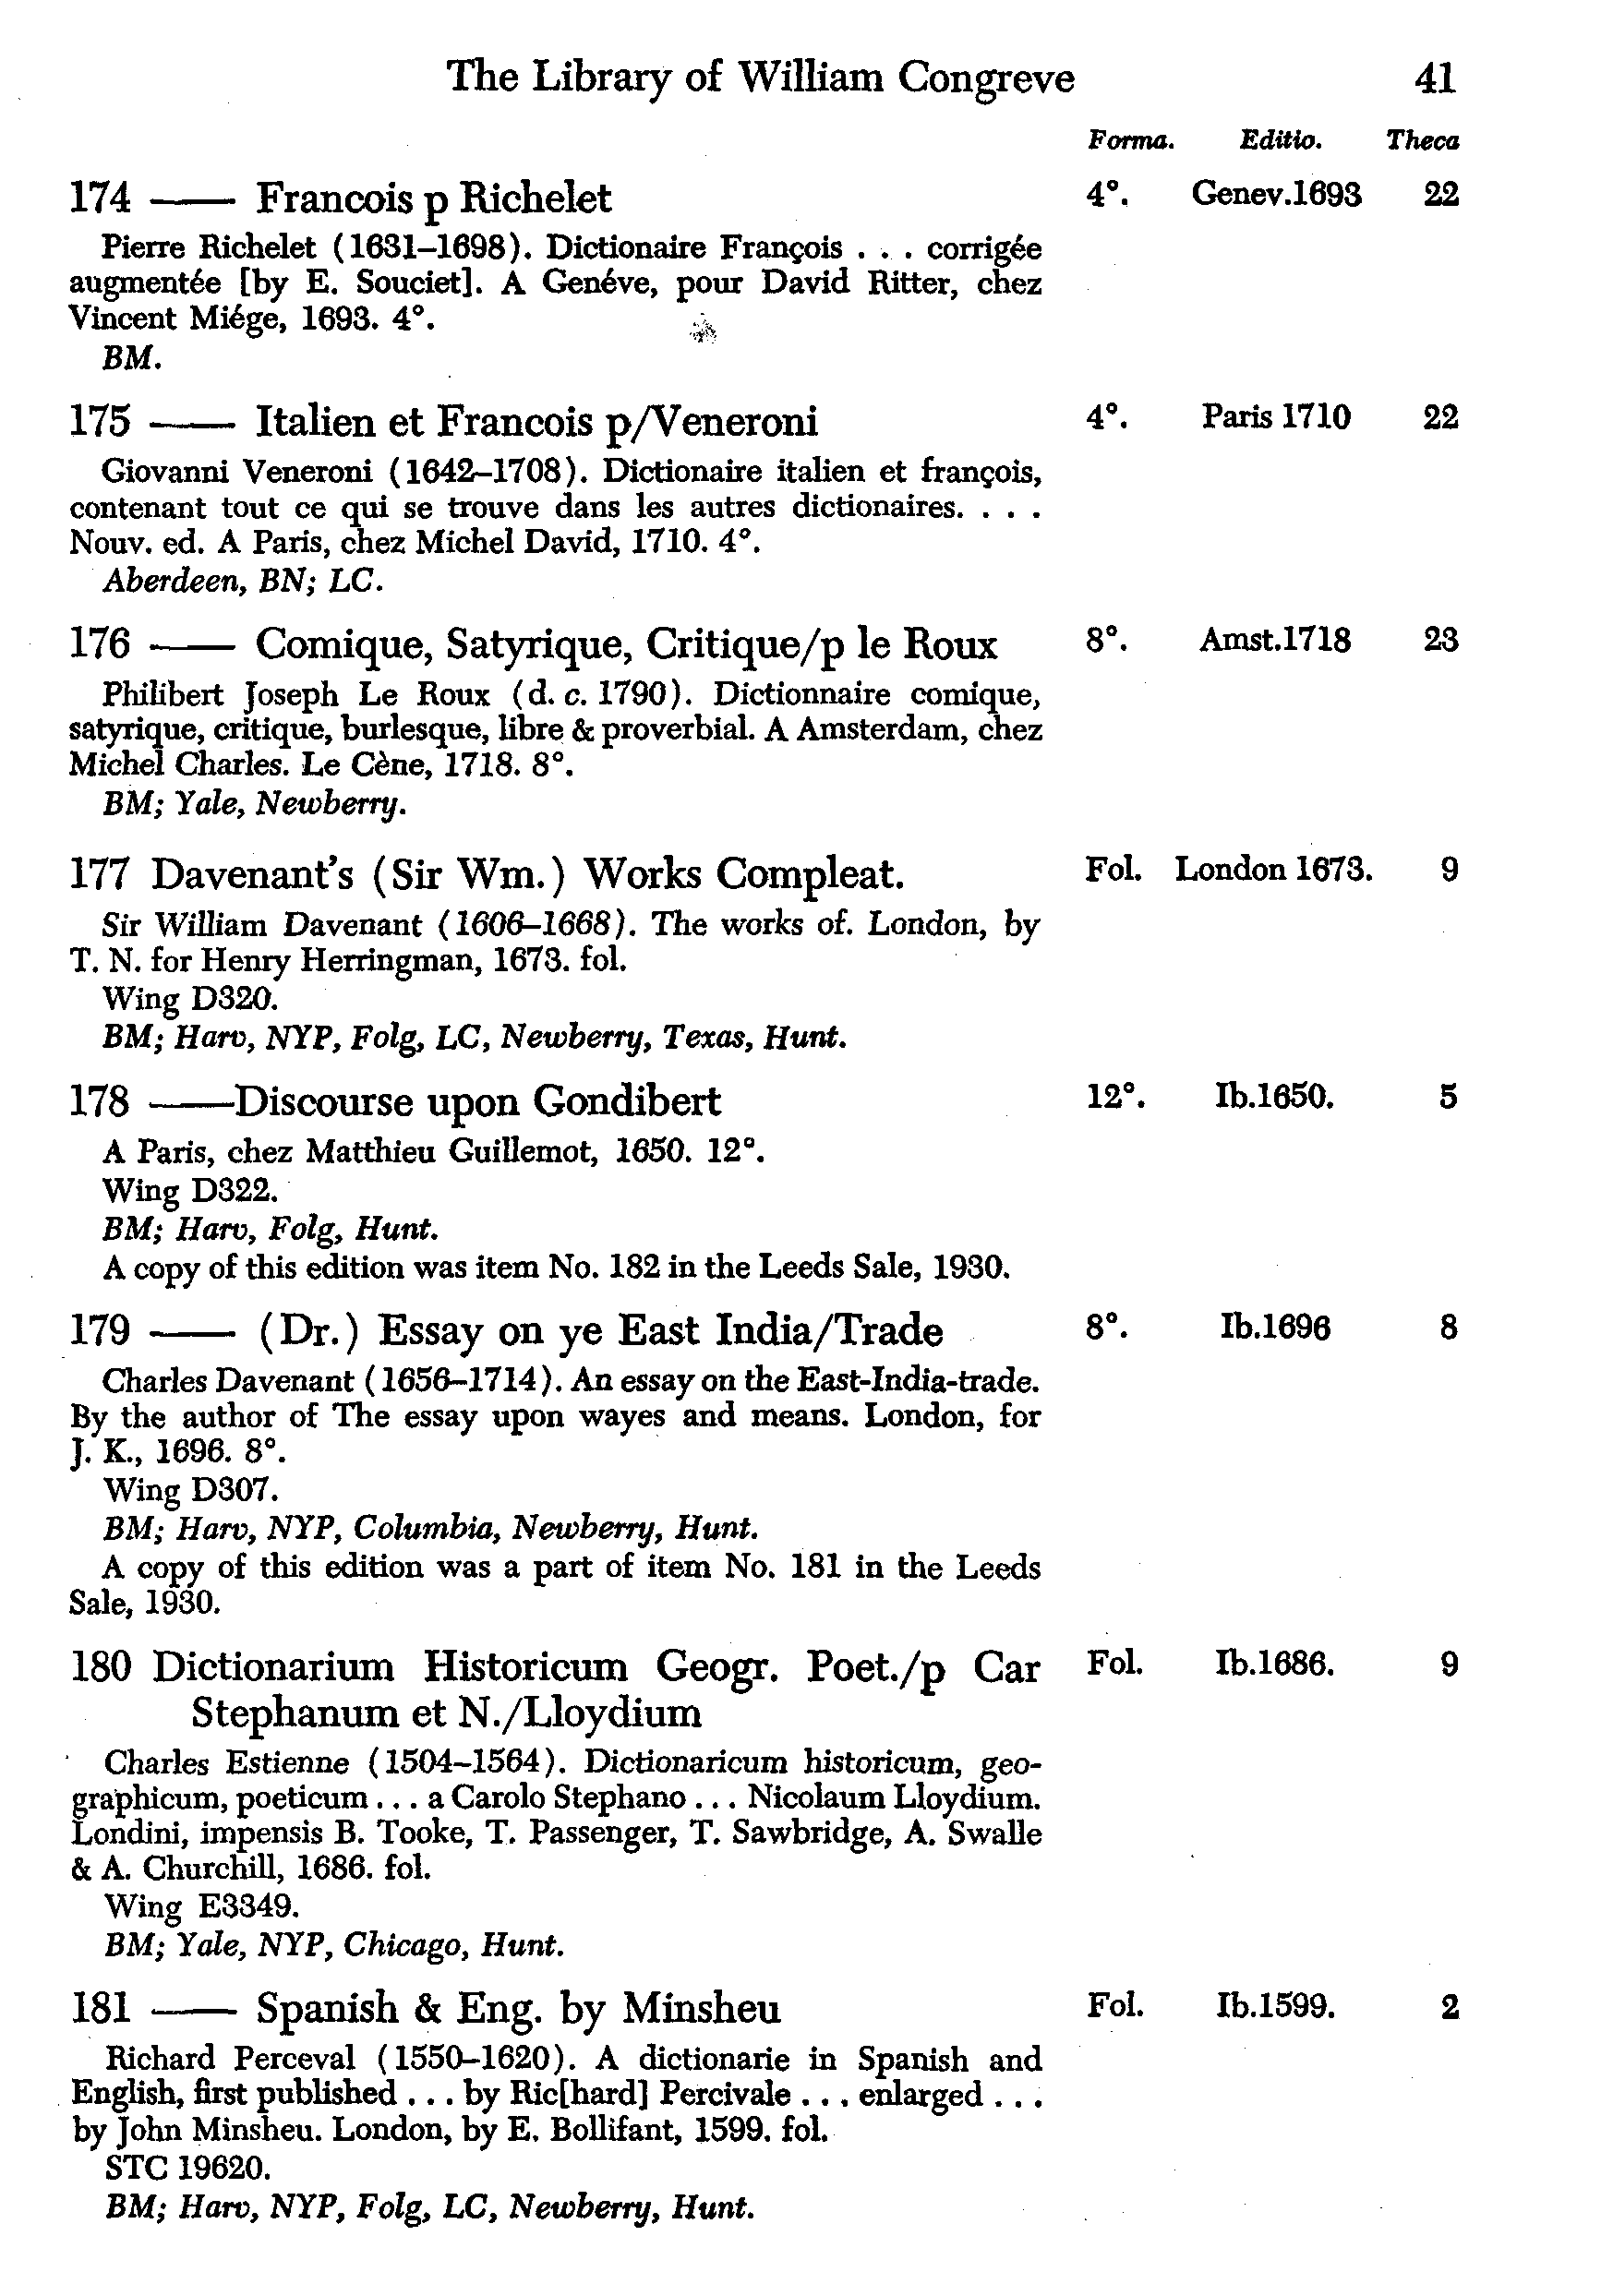 The Library of William Congreve 41
Forma. Editio. Theca
174 —— Francois p Richelet 4°. Genev.1693 22
Pierre Richelet (1631–1698). Dictionaire François . . . corrigée
augmentée [by E. Souciet]. A Genéve, pour David Ritter, chez
Vincent Miége, 1693. 4°.
BM.
175 —— Italien et Francois p/Veneroni 4°. Paris 1710 22
Giovanni Veneroni (1642–1708). Dictionaire italien et françois,
contenant tout ce qui se trouve dans les autres dictionaires. . . .
Nouv. ed. A Paris, chez Michel David, 1710. 4°.
Aberdeen, BN; LC.
176 —— Comique, Satyrique, Critique/p le Roux 8°. Amst.1718 23
Philibert Joseph Le Roux (d. c. 1790). Dictionnaire comique,
satyrique, critique, burlesque, libre & proverbial. A Amsterdam, chez
Michel Charles. Le Cène, 1718. 8°.
BM; Yale, Newberry.
177 Davenant's (Sir Wm.) Works Compleat. Fol. London 1673. 9
Sir William Davenant (1606–1668). The works of. London, by
T. N. for Henry Herringman, 1673. fol.
Wing D320.
BM; Harv, NYP, Folg, LC, Newberry, Texas, Hunt.
178 ——Discourse upon Gondibert 12°. Ib.1650. 5
A Paris, chez Matthieu Guillemot, 1650. 12°.
Wing D322.
BM; Harv, Folg, Hunt.
A copy of this edition was item No. 182 in the Leeds Sale, 1930.
179 —— (Dr.) Essay on ye East India/Trade 8°. Ib.1696 8
Charles Davenant (1656–1714). An essay on the East-India-trade.
By the author of The essay upon wayes and means. London, for
J. K., 1696. 8°.
Wing D307.
BM; Harv, NYP, Columbia, Newberry, Hunt.
A copy of this edition was a part of item No. 181 in the Leeds
Sale, 1930.
180 Dictionarium Historicum Geogr. Poet./p Car Fol. Ib.1686. 9
Stephanum et N./Lloydium
Charles Estienne (1504–1564). Dictionaricum historicum, geo-
graphicum, poeticum . . . a Carolo Stephano . . . Nicolaum Lloydium.
Londini, impensis B. Tooke, T. Passenger, T. Sawbridge, A. Swalle
& A. Churchill, 1686. fol.
Wing E3349.
BM; Yale, NYP, Chicago, Hunt.
181 —— Spanish & Eng. by Minsheu Fol. Ib.1599. 2
Richard Perceval (1550–1620). A dictionarie in Spanish and
English, first published . . . by Ric[hard] Percivale . . . enlarged . . .
by John Minsheu. London, by E. Bollifant, 1599. fol.
STC 19620.
BM; Harv, NYP, Folg, LC, Newberry, Hunt.